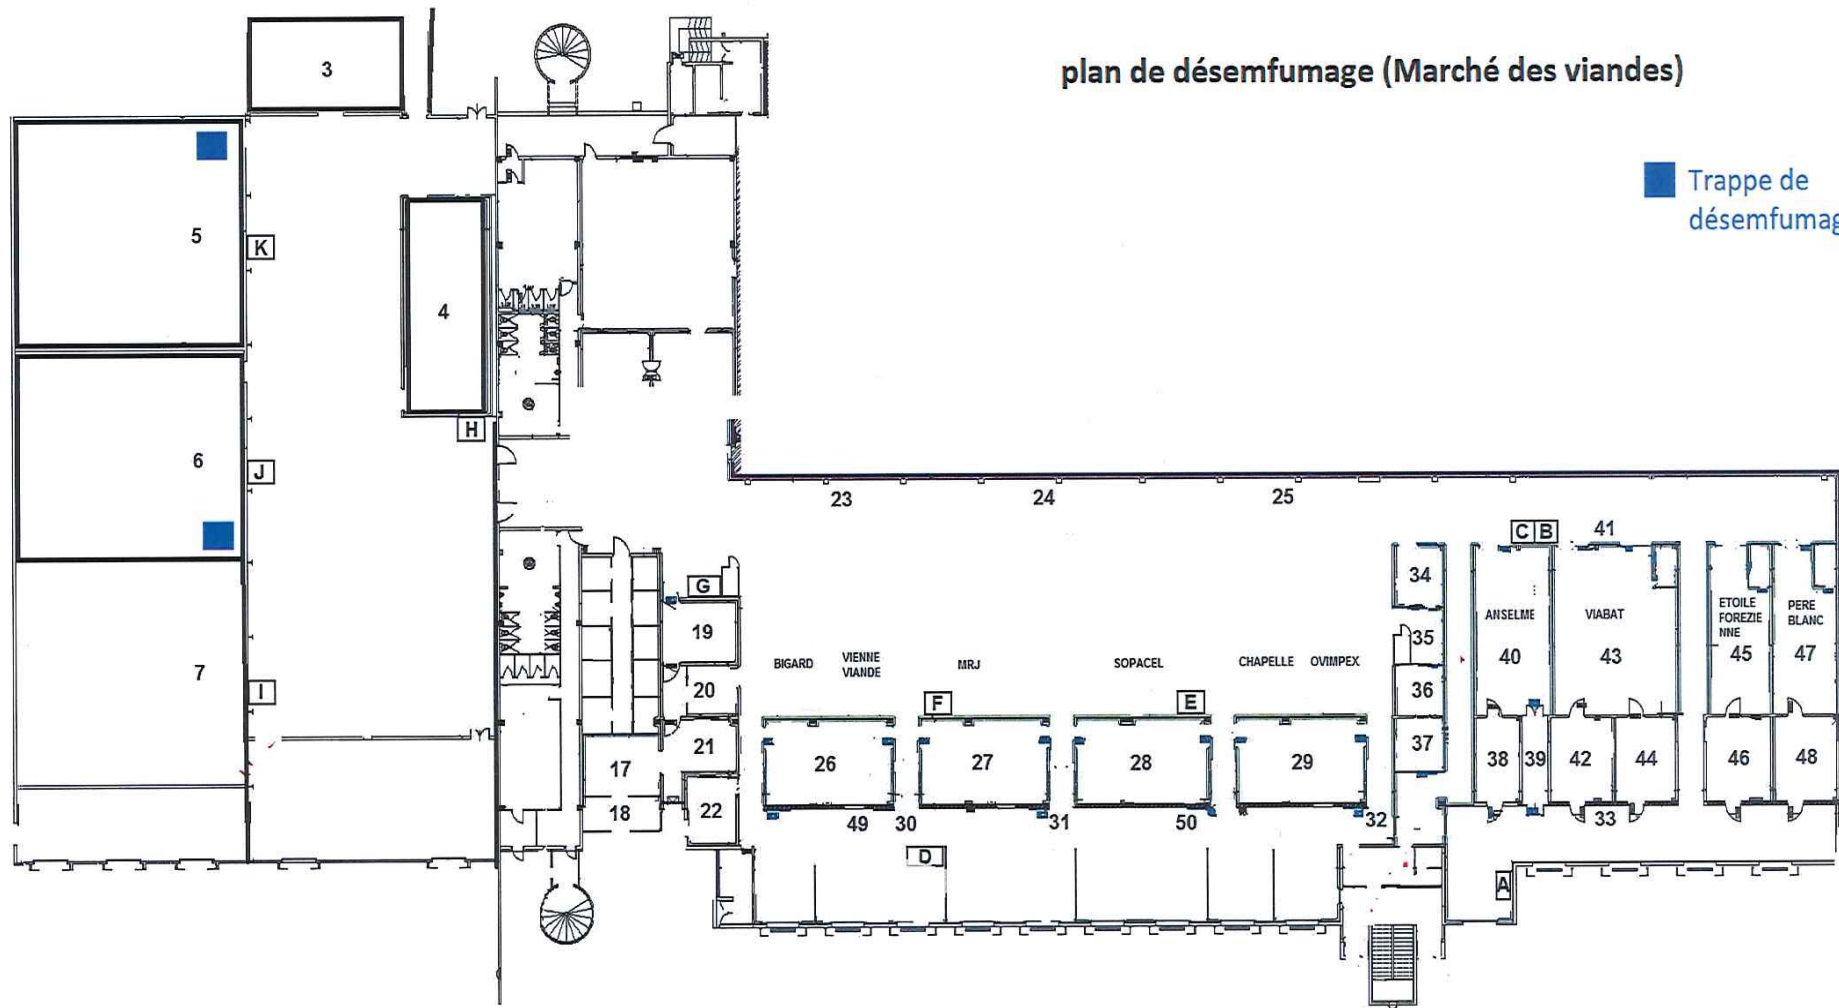 plan de désemfumage (Marché des viandes)
Trappe de
désemfumag
3
5
K
4
H
6
J
7
I
23
24
25
C B
41
34
35
36
37
G
19
20
21
22
17
18
BIGARD
VIENNE
VIANDE
MRJ
SOPACEL
CHAPELLE
OVIMPEX
F
E
26
27
28
29
49
30
31
50
32
D
ANSELME
40
VIABAT
43
ETOILE
FOREZIE
NNE
45
PERE
BLANC
47
38
39
42
44
46
48
33
A